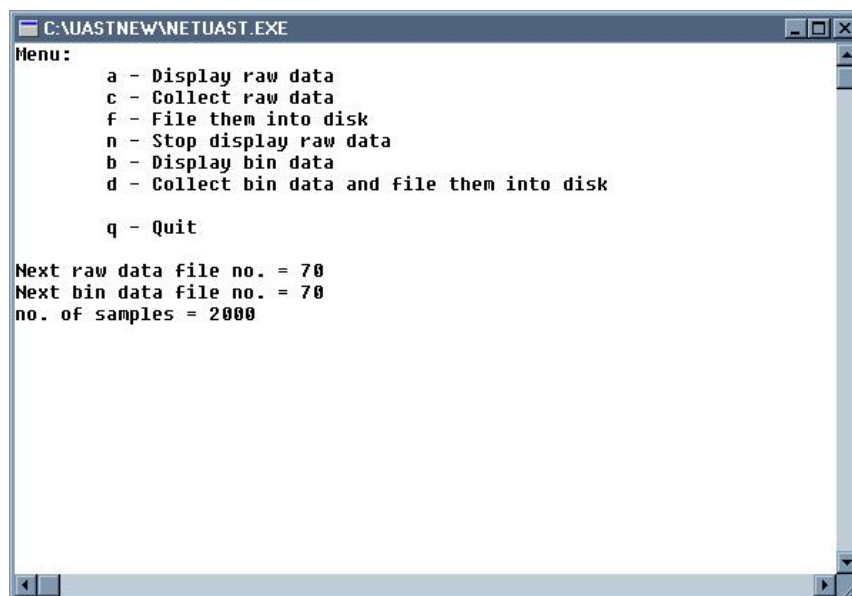 C:\UASTNEW\NETUAST.EXE
Menu:
a - Display raw data
c - Collect raw data
f - File them into disk
n - Stop display raw data
b - Display bin data
d - Collect bin data and file them into disk
q - Quit
Next raw data file no. = 70
Next bin data file no. = 70
no. of samples = 2000